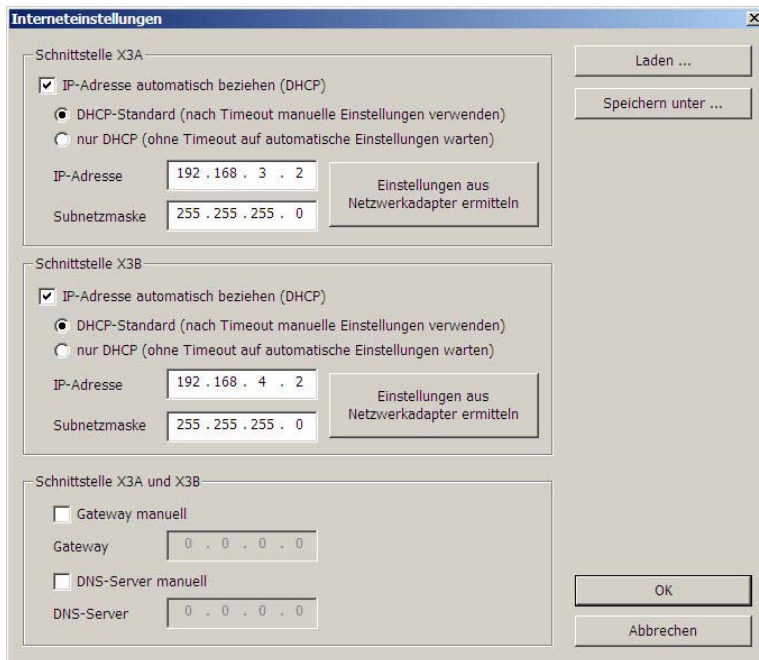 Interneteinstellungen
Schnittstelle X3A
IP-Adresse automatisch beziehen (DHCP)
DHCP-Standard (nach Timeout manuelle Einstellungen verwenden)
nur DHCP (ohne Timeout auf automatische Einstellungen warten)
IP-Adresse
192 . 168 . 3 . 2
Subnetzmaske
255 . 255 . 255 . 0
Einstellungen aus
Netzwerkadapter ermitteln
Schnittstelle X3B
IP-Adresse automatisch beziehen (DHCP)
DHCP-Standard (nach Timeout manuelle Einstellungen verwenden)
nur DHCP (ohne Timeout auf automatische Einstellungen warten)
IP-Adresse
192 . 168 . 4 . 2
Subnetzmaske
255 . 255 . 255 . 0
Einstellungen aus
Netzwerkadapter ermitteln
Schnittstelle X3A und X3B
Gateway manuell
Gateway
0 . 0 . 0 . 0
DNS-Server manuell
DNS-Server
0 . 0 . 0 . 0
Laden ...
Speichern unter ...
OK
Abbrechen